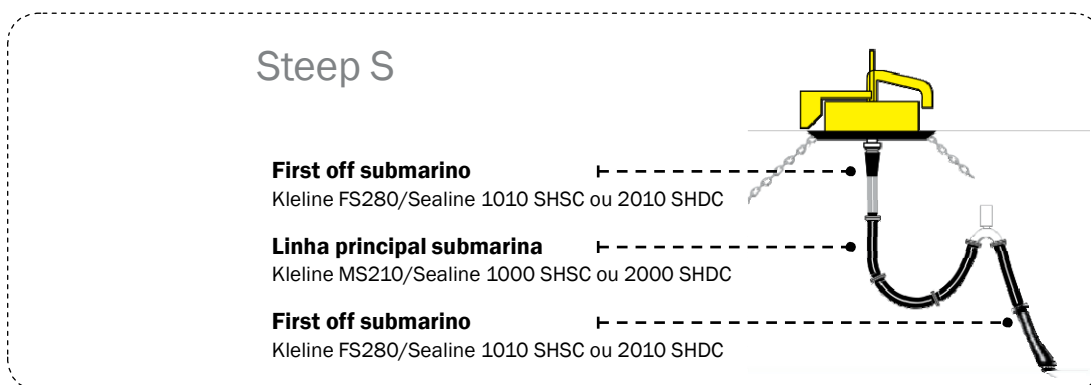 Steep S
First off submarino
Kleline FS280/Sealine 1010 SHSC ou 2010 SHDC
Linha principal submarina
Kleline MS210/Sealine 1000 SHSC ou 2000 SHDC
First off submarino
Kleline FS280/Sealine 1010 SHSC ou 2010 SHDC